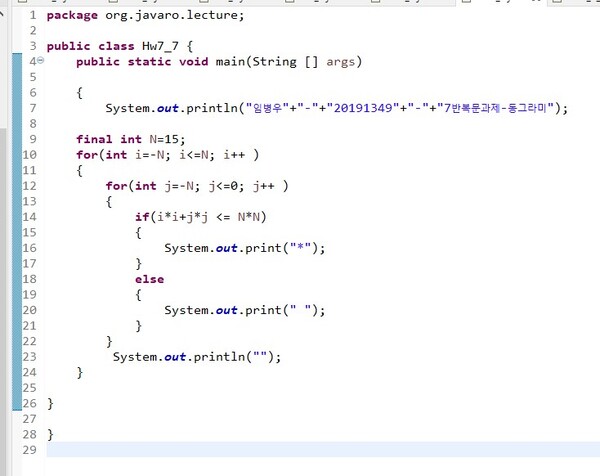 1 package org.javaro.lecture;
2
3 public class Hw7_7 {
4 public static void main(String [] args)
5
6 {
7 System.out.println("임병우"+"-"+"20191349"+"-"+"7반복문과제-동그라미");
8
9 final int N=15;
10 for(int i=-N; i<=N; i++ )
11 {
12 for(int j=-N; j<=0; j++ )
13 {
14 if(i*i+j*j <= N*N)
15 {
16 System.out.print("*");
17 }
18 else
19 {
20 System.out.print(" ");
21 }
22 }
23 System.out.println("");
24 }
25
26 }
27
28 }
29